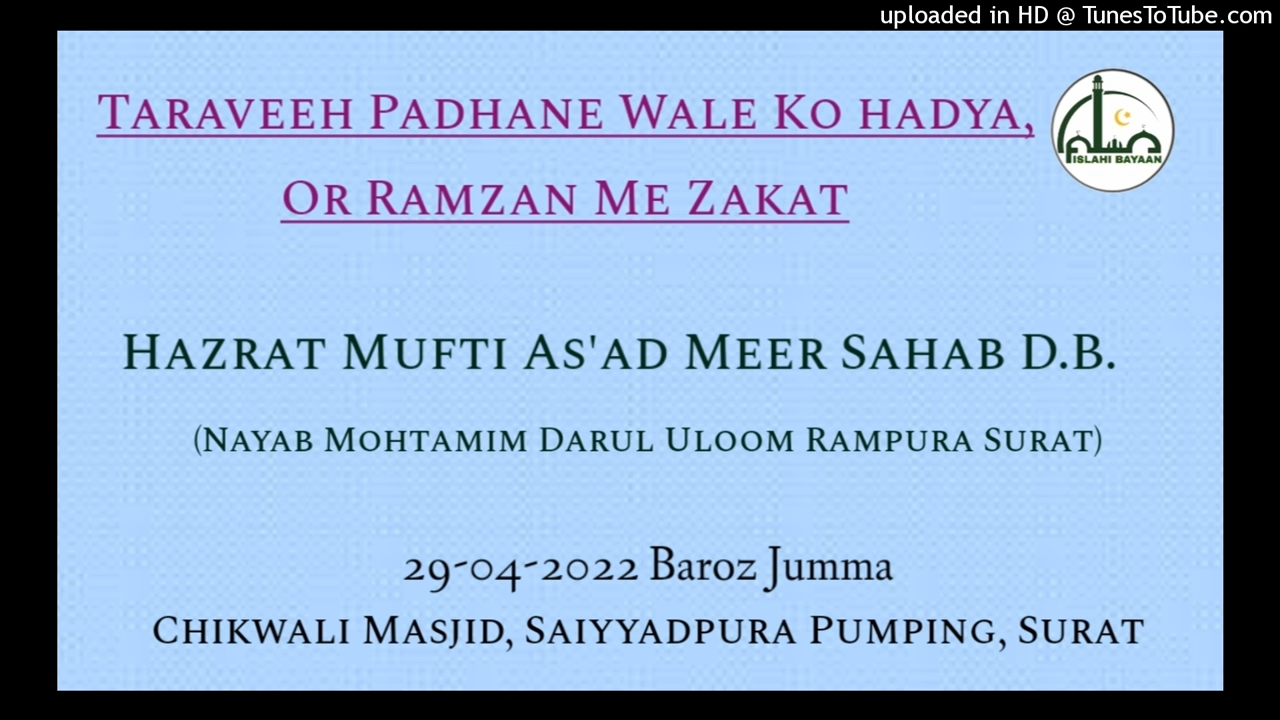 uploaded in HD @ TunesToTube.com
Taraveeh Padhane Wale Ko hadya,
Or Ramzan Me Zakat
ISLAHI BAYAAN
Hazrat Mufti As'ad Meer Sahab D.B.
(Nayab Mohtamim Darul Uloom Rampura Surat)
29-04-2022 Baroz Jumma
Chikwali Masjid, Saiyyadpura Pumping, Surat